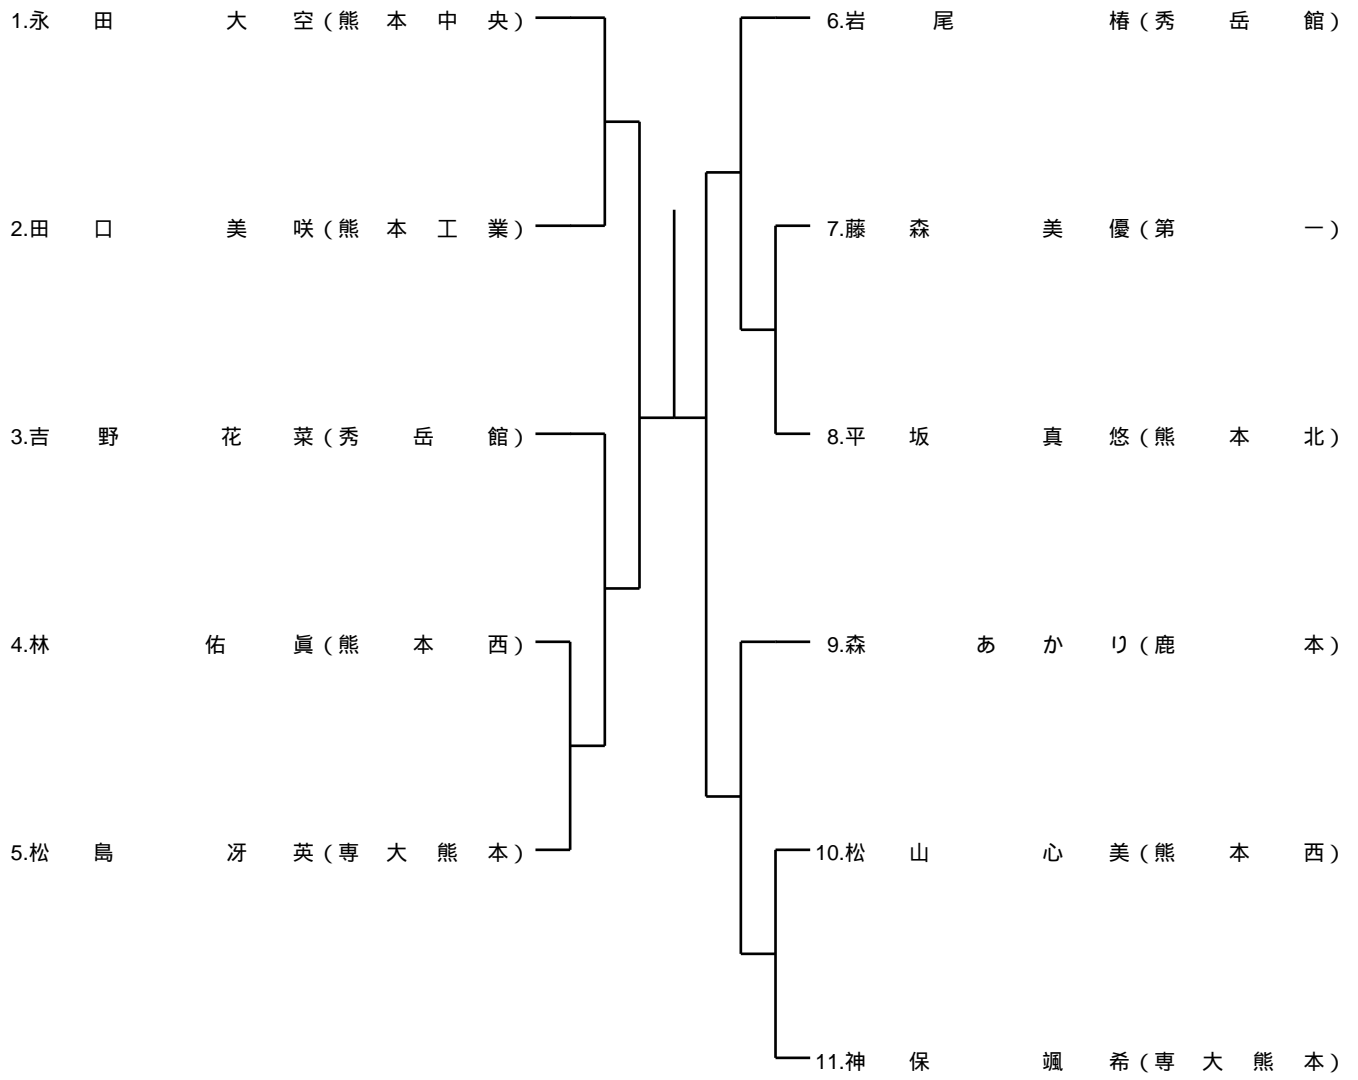 1.永田 大空(熊本中央)
2.田口 美咲(熊本工業)
3.吉野 花菜(秀岳館)
4.林 佑眞(熊本西)
5.松島 冴英(専大熊本)
6.岩尾 椿(秀岳館)
7.藤森 美優(第一)
8.平坂 真悠(熊本北)
9.森 あかり(鹿本)
10.松山 心美(熊本西)
11.神保 颯希(専大熊本)